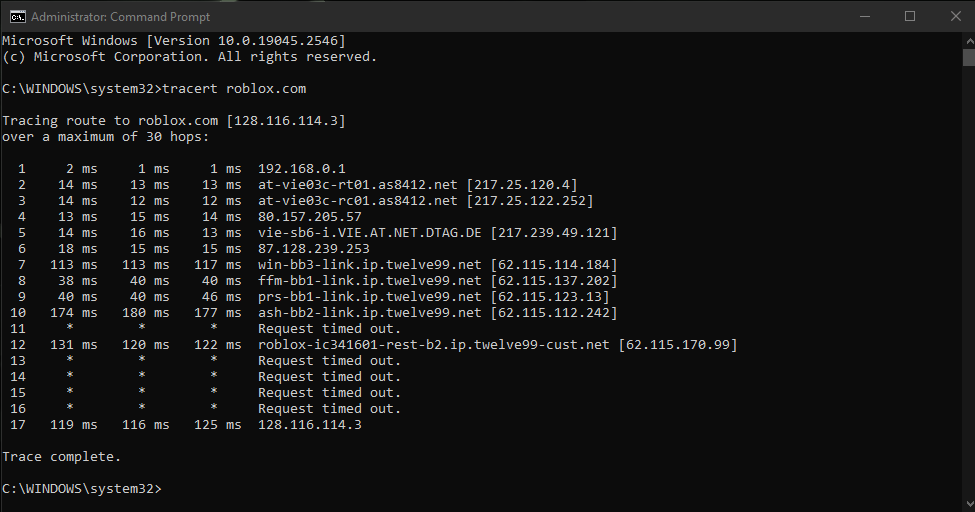 Administrator: Command Prompt
Microsoft Windows [Version 10.0.19045.2546]
(c) Microsoft Corporation. All rights reserved.
C:\WINDOWS\system32>tracert roblox.com
Tracing route to roblox.com [128.116.114.3]
over a maximum of 30 hops:
1 2 ms 1 ms 1 ms 192.168.0.1
2 14 ms 13 ms 13 ms at-vie03c-rt01.as8412.net [217.25.120.4]
3 14 ms 12 ms 12 ms at-vie03c-rc01.as8412.net [217.25.122.252]
4 13 ms 15 ms 14 ms 80.157.205.57
5 14 ms 16 ms 13 ms vie-sb6-i.VIE.AT.NET.DTAG.DE [217.239.49.121]
6 18 ms 15 ms 15 ms 87.128.239.253
7 113 ms 113 ms 117 ms win-bb3-link.ip.twelve99.net [62.115.114.184]
8 38 ms 40 ms 40 ms ffm-bb1-link.ip.twelve99.net [62.115.137.202]
9 40 ms 40 ms 46 ms prs-bb1-link.ip.twelve99.net [62.115.123.13]
10 174 ms 180 ms 177 ms ash-bb2-link.ip.twelve99.net [62.115.112.242]
11 * * * Request timed out.
12 131 ms 120 ms 122 ms roblox-ic341601-rest-b2.ip.twelve99-cust.net [62.115.170.99]
13 * * * Request timed out.
14 * * * Request timed out.
15 * * * Request timed out.
16 * * * Request timed out.
17 119 ms 116 ms 125 ms 128.116.114.3
Trace complete.
C:\WINDOWS\system32>